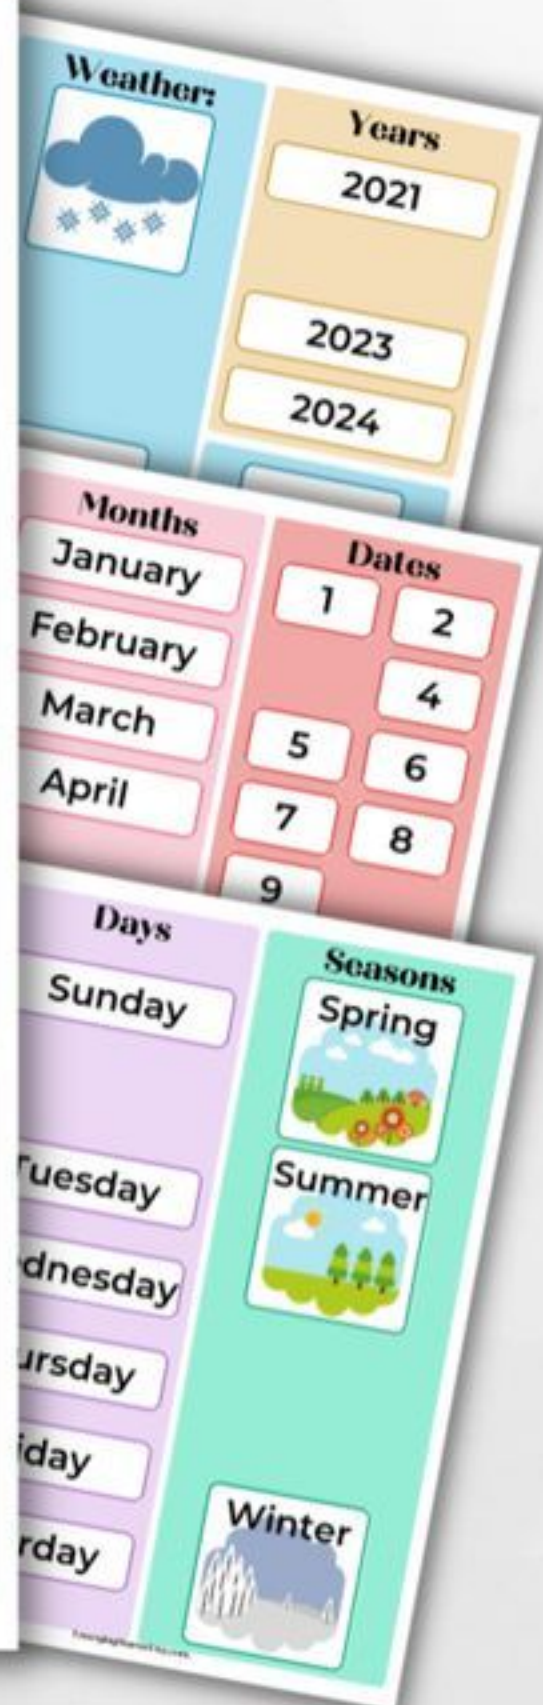 Weather:
Years
2021
2023
2024
Months
January
February
March
April
Dates
1 2
4
5 6
7 8
9
Days
Sunday
Tuesday
dnesday
ursday
iday
rday
Seasons
Spring
Summer
Winter